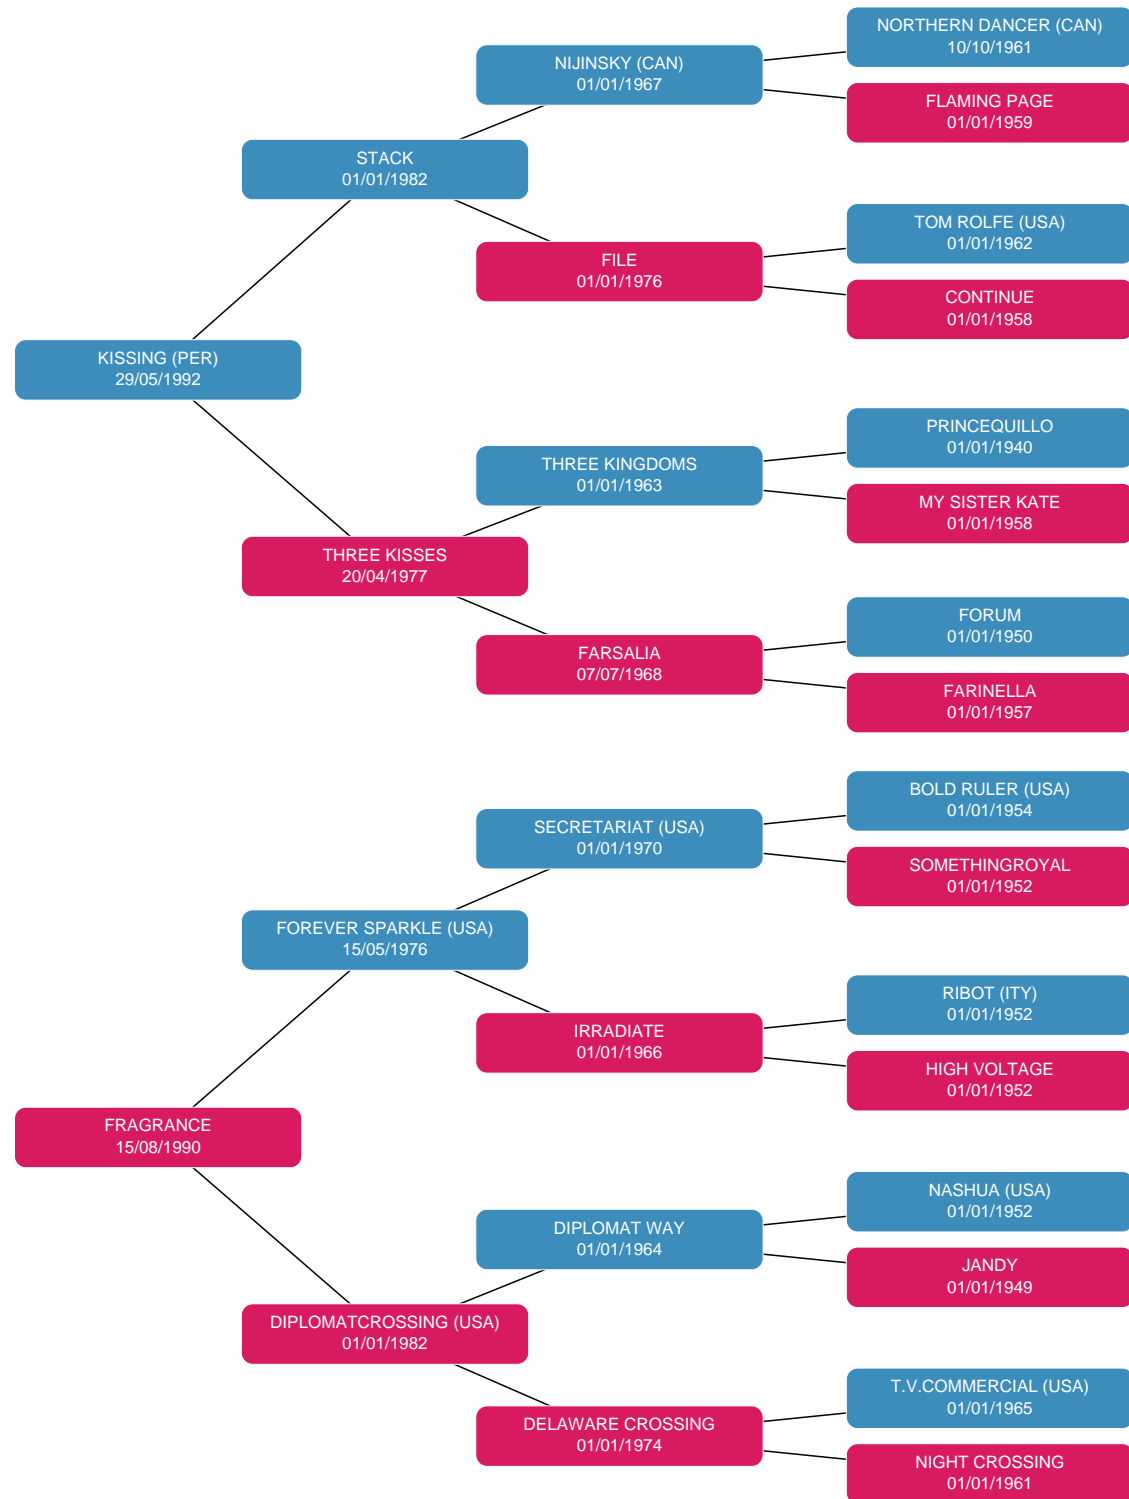 NORTHERN DANCER (CAN)
10/10/1961
NIJINSKY (CAN)
01/01/1967
FLAMING PAGE
01/01/1959
STACK
01/01/1982
TOM ROLFE (USA)
01/01/1962
FILE
01/01/1976
CONTINUE
01/01/1958
KISSING (PER)
29/05/1992
PRINCEQUILLO
01/01/1940
THREE KINGDOMS
01/01/1963
MY SISTER KATE
01/01/1958
THREE KISSES
20/04/1977
FORUM
01/01/1950
FARSALIA
07/07/1968
FARINELLA
01/01/1957
BOLD RULER (USA)
01/01/1954
SECRETARIAT (USA)
01/01/1970
SOMETHINGROYAL
01/01/1952
FOREVER SPARKLE (USA)
15/05/1976
RIBOT (ITY)
01/01/1952
IRRADIATE
01/01/1966
HIGH VOLTAGE
01/01/1952
FRAGRANCE
15/08/1990
NASHUA (USA)
01/01/1952
DIPLOMAT WAY
01/01/1964
JANDY
01/01/1949
DIPLOMATCROSSING (USA)
01/01/1982
T.V.COMMERCIAL (USA)
01/01/1965
DELAWARE CROSSING
01/01/1974
NIGHT CROSSING
01/01/1961